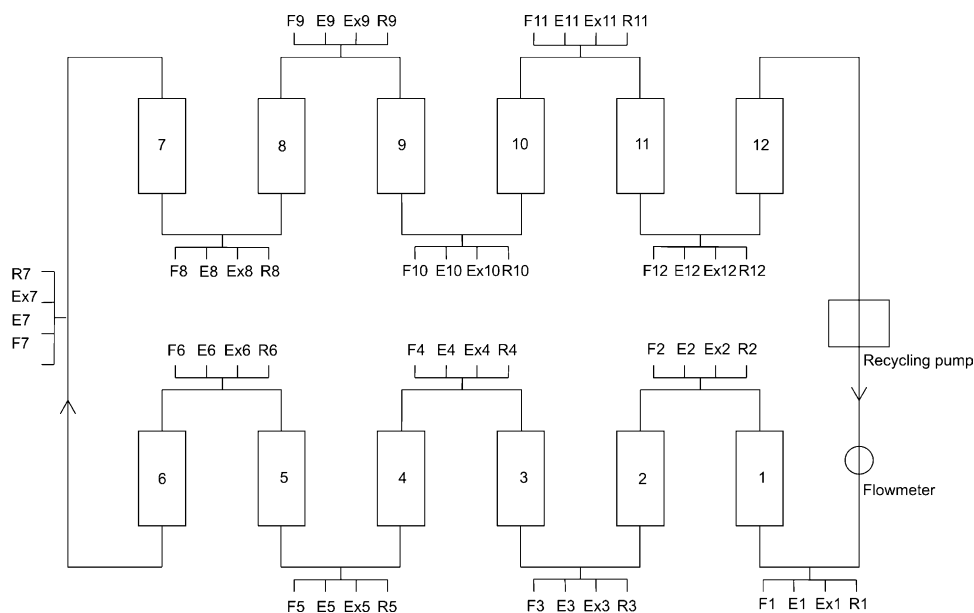 F9 E9 Ex9 R9 F11 E11 Ex11 R11
7 8 9 10 11 12
F8 E8 Ex8 R8 F10 E10 Ex10 R10 F12 E12 Ex12 R12
R7
Ex7
E7
F7
F6 E6 Ex6 R6 F4 E4 Ex4 R4 F2 E2 Ex2 R2
Recycling pump
6 5 4 3 2 1
Flowmeter
F5 E5 Ex5 R5 F3 E3 Ex3 R3 F1 E1 Ex1 R1